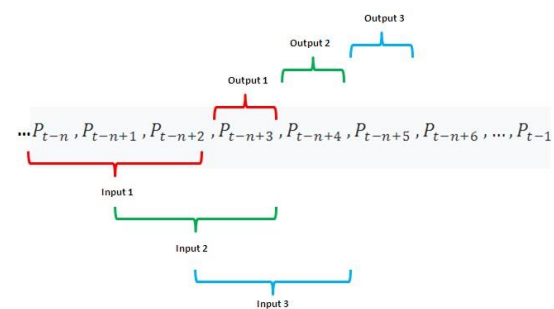 Output 3
Output 2
Output 1
...P_{t-n} , P_{t-n+1} , P_{t-n+2} , P_{t-n+3} , P_{t-n+4} , P_{t-n+5} , P_{t-n+6} , ..., P_{t-1}
Input 1
Input 2
Input 3